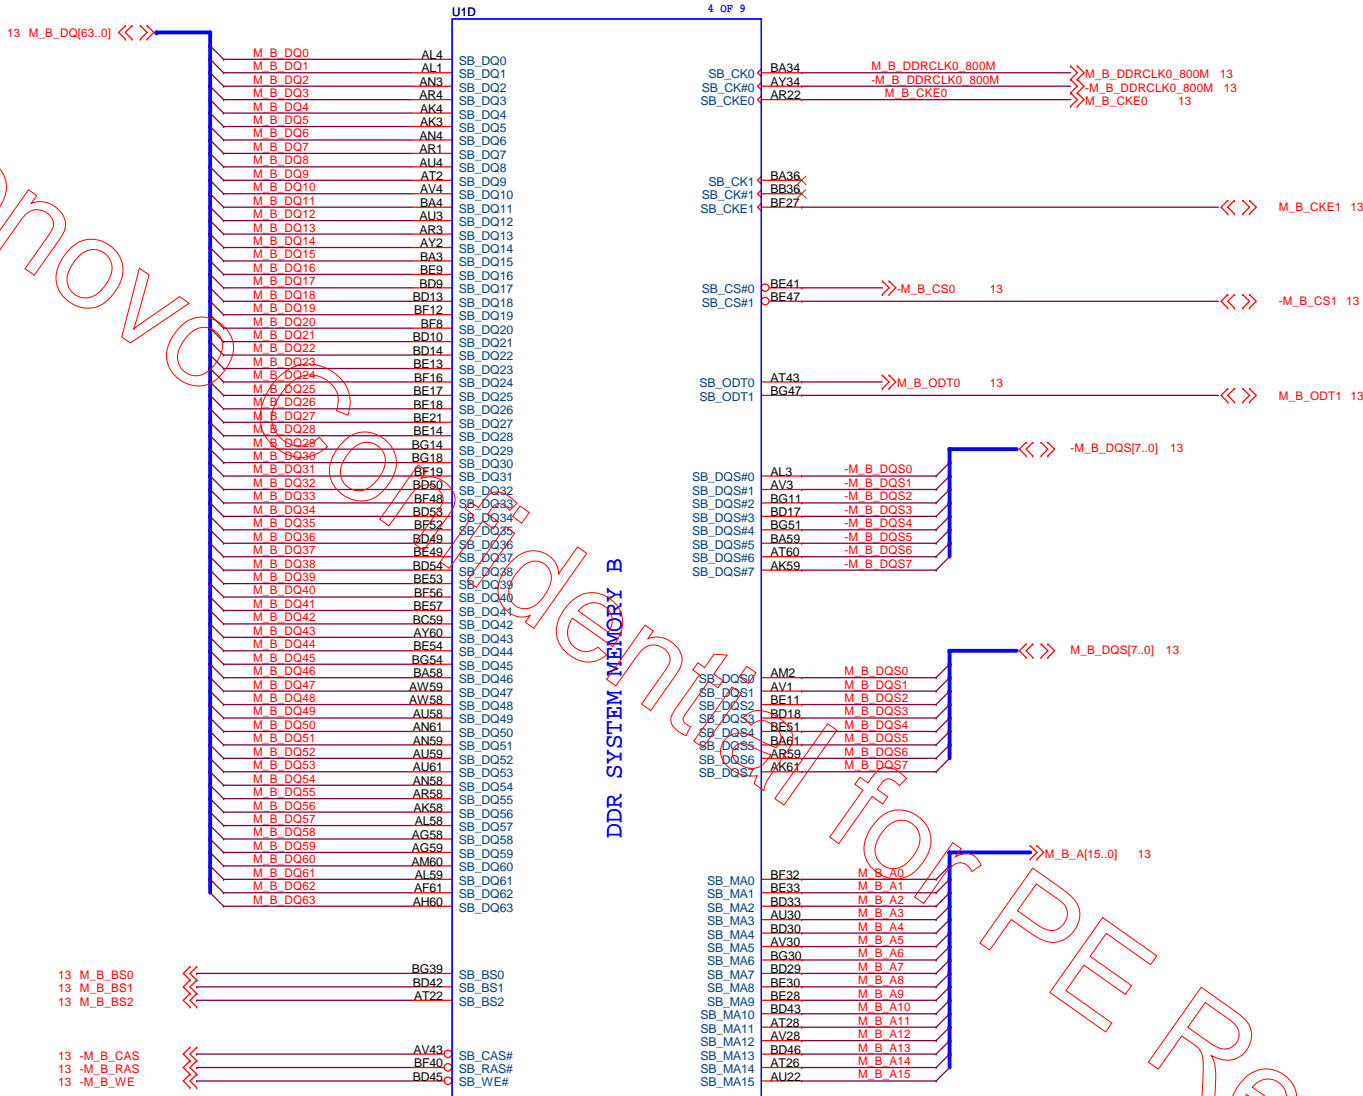 U1D
4 OF 9
13 M_B_DQ[63..0]
M_B_DQ0 AL4 SB_DQ0
M_B_DQ1 AL1 SB_DQ1
M_B_DQ2 AN3 SB_DQ2
M_B_DQ3 AR4 SB_DQ3
M_B_DQ4 AK4 SB_DQ4
M_B_DQ5 AK3 SB_DQ5
M_B_DQ6 AN4 SB_DQ6
M_B_DQ7 AR1 SB_DQ7
M_B_DQ8 AU4 SB_DQ8
M_B_DQ9 AT2 SB_DQ9
M_B_DQ10 AV4 SB_DQ10
M_B_DQ11 BA4 SB_DQ11
M_B_DQ12 AU3 SB_DQ12
M_B_DQ13 AR3 SB_DQ13
M_B_DQ14 AY2 SB_DQ14
M_B_DQ15 BA3 SB_DQ15
M_B_DQ16 BE9 SB_DQ16
M_B_DQ17 BD9 SB_DQ17
M_B_DQ18 BD13 SB_DQ18
M_B_DQ19 BF12 SB_DQ19
M_B_DQ20 BF8 SB_DQ20
M_B_DQ21 BD10 SB_DQ21
M_B_DQ22 BD14 SB_DQ22
M_B_DQ23 BE13 SB_DQ23
M_B_DQ24 BF16 SB_DQ24
M_B_DQ25 BE17 SB_DQ25
M_B_DQ26 BE18 SB_DQ26
M_B_DQ27 BE21 SB_DQ27
M_B_DQ28 BE14 SB_DQ28
M_B_DQ29 BG14 SB_DQ29
M_B_DQ30 BG18 SB_DQ30
M_B_DQ31 BF19 SB_DQ31
M_B_DQ32 BD50 SB_DQ32
M_B_DQ33 BF48 SB_DQ33
M_B_DQ34 BD53 SB_DQ34
M_B_DQ35 BF52 SB_DQ35
M_B_DQ36 BD49 SB_DQ36
M_B_DQ37 BE49 SB_DQ37
M_B_DQ38 BD54 SB_DQ38
M_B_DQ39 BE53 SB_DQ39
M_B_DQ40 BF56 SB_DQ40
M_B_DQ41 BE57 SB_DQ41
M_B_DQ42 BC59 SB_DQ42
M_B_DQ43 AY60 SB_DQ43
M_B_DQ44 BE54 SB_DQ44
M_B_DQ45 BG54 SB_DQ45
M_B_DQ46 BA58 SB_DQ46
M_B_DQ47 AW59 SB_DQ47
M_B_DQ48 AW58 SB_DQ48
M_B_DQ49 AU58 SB_DQ49
M_B_DQ50 AN61 SB_DQ50
M_B_DQ51 AN59 SB_DQ51
M_B_DQ52 AU59 SB_DQ52
M_B_DQ53 AU61 SB_DQ53
M_B_DQ54 AN58 SB_DQ54
M_B_DQ55 AR58 SB_DQ55
M_B_DQ56 AK58 SB_DQ56
M_B_DQ57 AL58 SB_DQ57
M_B_DQ58 AG58 SB_DQ58
M_B_DQ59 AG59 SB_DQ59
M_B_DQ60 AM60 SB_DQ60
M_B_DQ61 AL59 SB_DQ61
M_B_DQ62 AF61 SB_DQ62
M_B_DQ63 AH60 SB_DQ63
13 M_B_BS0 BG39 SB_BS0
13 M_B_BS1 BD42 SB_BS1
13 M_B_BS2 AT22 SB_BS2
13 -M_B_CAS AV43 SB_CAS#
13 -M_B_RAS BF40 SB_RAS#
13 -M_B_WE BD45 SB_WE#
DDR SYSTEM MEMORY B
SB_CK0 BA34 M_B_DDRCLK0_800M M_B_DDRCLK0_800M 13
SB_CK#0 AY34 -M_B_DDRCLK0_800M -M_B_DDRCLK0_800M 13
SB_CKE0 AR22 M_B_CKE0 M_B_CKE0 13
SB_CK1 BA36
SB_CK#1 BB36
SB_CKE1 BF27 M_B_CKE1 13
SB_CS#0 BE41 -M_B_CS0 13
SB_CS#1 BE47 -M_B_CS1 13
SB_ODT0 AT43 M_B_ODT0 13
SB_ODT1 BG47 M_B_ODT1 13
-M_B_DQS[7..0] 13
SB_DQS#0 AL3 -M_B_DQS0
SB_DQS#1 AV3 -M_B_DQS1
SB_DQS#2 BG11 -M_B_DQS2
SB_DQS#3 BD17 -M_B_DQS3
SB_DQS#4 BG51 -M_B_DQS4
SB_DQS#5 BA59 -M_B_DQS5
SB_DQS#6 AT60 -M_B_DQS6
SB_DQS#7 AK59 -M_B_DQS7
M_B_DQS[7..0] 13
SB_DQS0 AM2 M_B_DQS0
SB_DQS1 AV1 M_B_DQS1
SB_DQS2 BE11 M_B_DQS2
SB_DQS3 BD18 M_B_DQS3
SB_DQS4 BE51 M_B_DQS4
SB_DQS5 BA61 M_B_DQS5
SB_DQS6 AR59 M_B_DQS6
SB_DQS7 AK61 M_B_DQS7
M_B_A[15..0] 13
SB_MA0 BF32 M_B_A0
SB_MA1 BE33 M_B_A1
SB_MA2 BD33 M_B_A2
SB_MA3 AU30 M_B_A3
SB_MA4 BD30 M_B_A4
SB_MA5 AV30 M_B_A5
SB_MA6 BG30 M_B_A6
SB_MA7 BD29 M_B_A7
SB_MA8 BE30 M_B_A8
SB_MA9 BE28 M_B_A9
SB_MA10 BD43 M_B_A10
SB_MA11 AT28 M_B_A11
SB_MA12 AV28 M_B_A12
SB_MA13 BD46 M_B_A13
SB_MA14 AT26 M_B_A14
SB_MA15 AU22 M_B_A15
enovo Confidential for PE Re